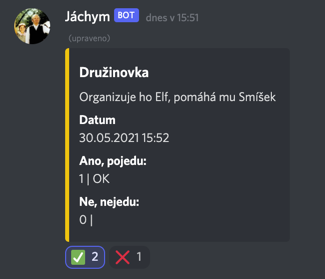 Jáchym BOT dnes v 15:51
(upraveno)
Družinovka
Organizuje ho Elf, pomáhá mu Smíšek
Datum
30.05.2021 15:52
Ano, pojedu:
1 | OK
Ne, nejedu:
0 |
2 1